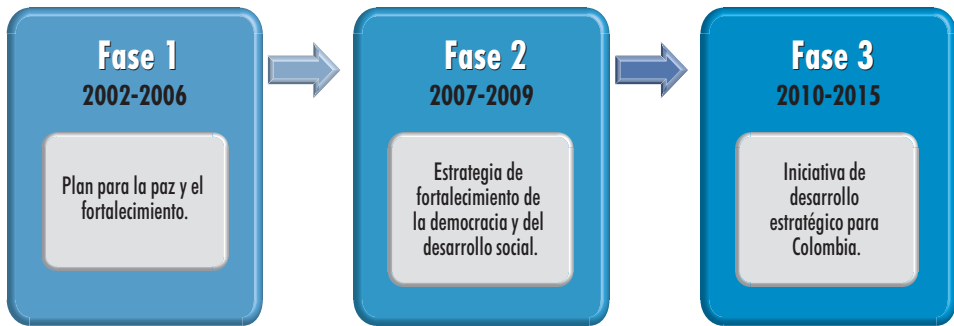 Fase 1
2002-2006
Plan para la paz y el
fortalecimiento.
Fase 2
2007-2009
Estrategia de
fortalecimiento de
la democracia y del
desarrollo social.
Fase 3
2010-2015
Iniciativa de
desarrollo
estratégico para
Colombia.